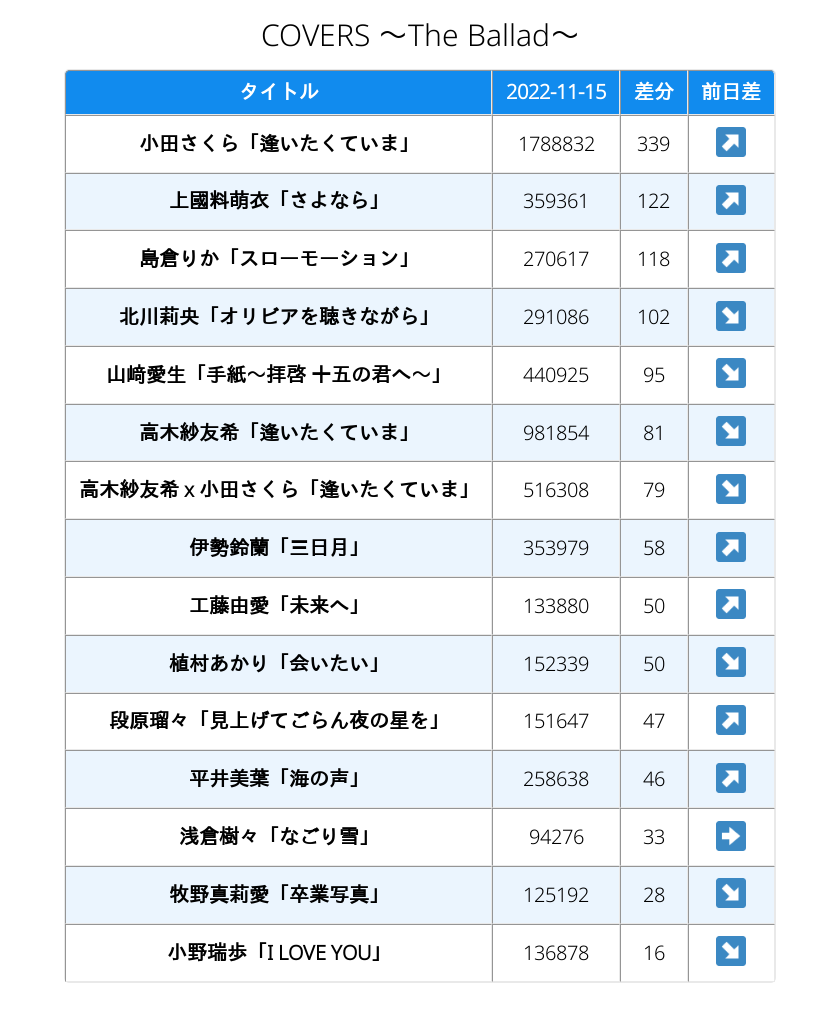 COVERS ～The Ballad～
タイトル 2022-11-15 差分 前日差
小田さくら「逢いたくていま」 1788832 339
上國料萌衣「さよなら」 359361 122
島倉りか「スローモーション」 270617 118
北川莉央「オリビアを聴きながら」 291086 102
山﨑愛生「手紙～拝啓 十五の君へ～」 440925 95
高木紗友希「逢いたくていま」 981854 81
高木紗友希 x 小田さくら「逢いたくていま」 516308 79
伊勢鈴蘭「三日月」 353979 58
工藤由愛「未来へ」 133880 50
植村あかり「会いたい」 152339 50
段原瑠々「見上げてごらん夜の星を」 151647 47
平井美葉「海の声」 258638 46
浅倉樹々「なごり雪」 94276 33
牧野真莉愛「卒業写真」 125192 28
小野瑞歩「I LOVE YOU」 136878 16